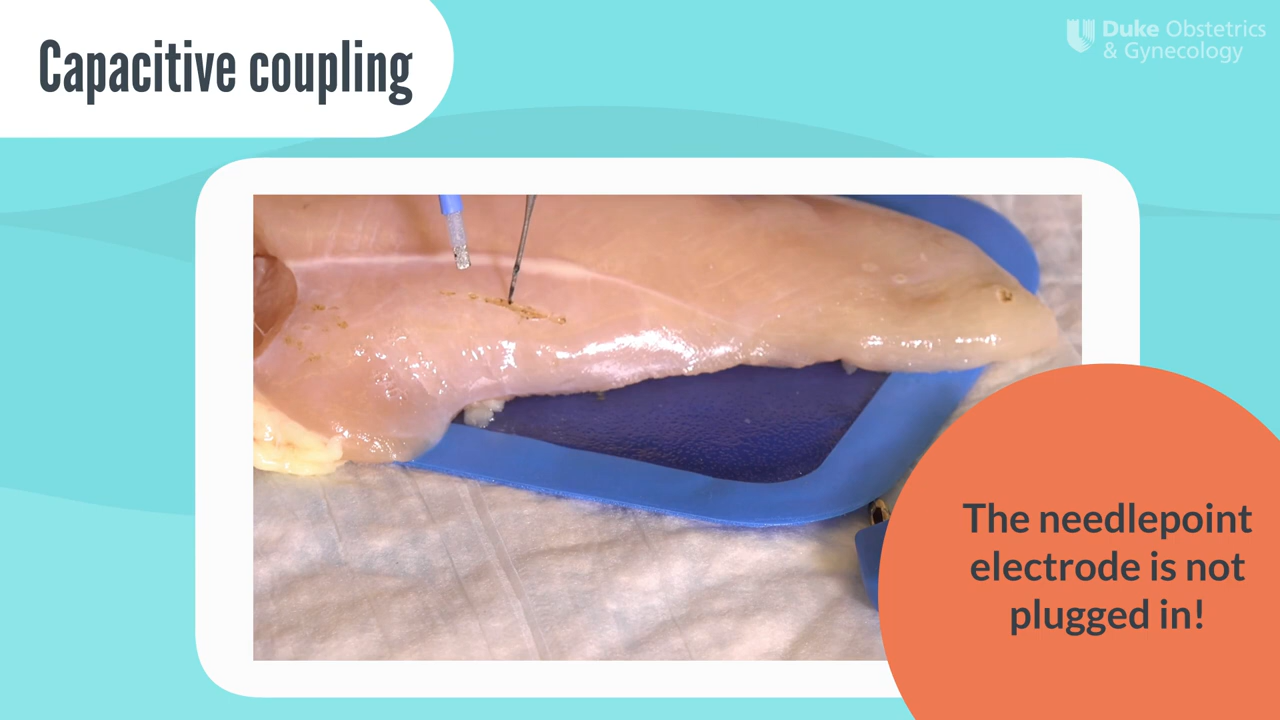 Capacitive coupling
Duke Obstetrics
& Gynecology
The needlepoint
electrode is not
plugged in!